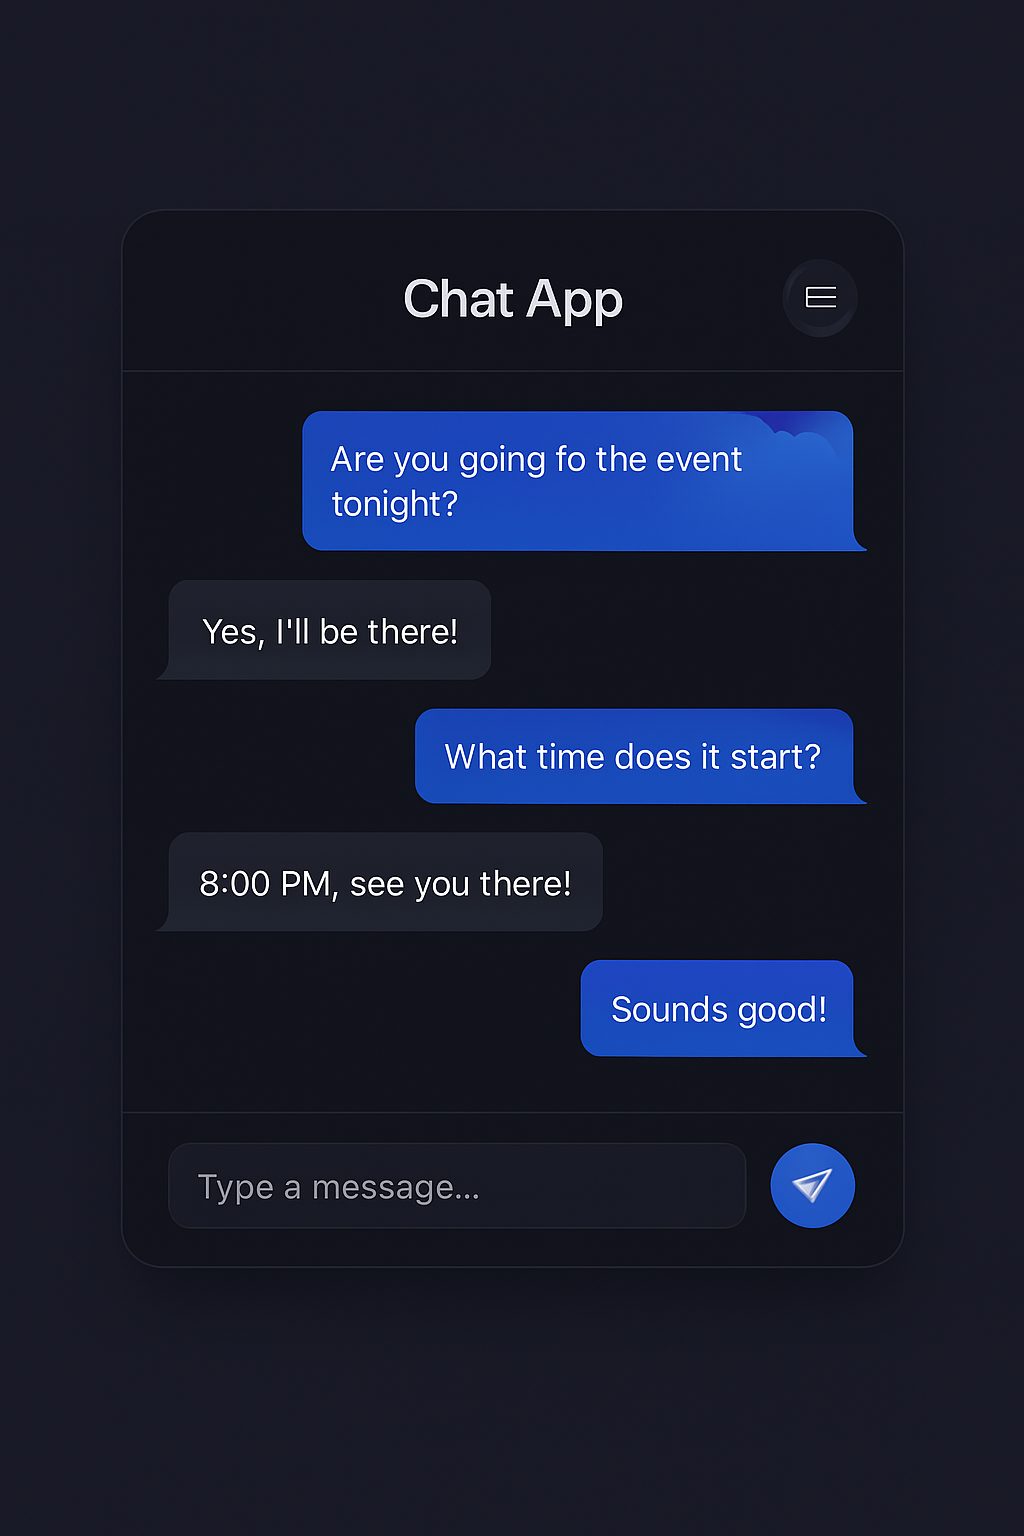 Chat App
Are you going fo the event
tonight?
Yes, I'll be there!
What time does it start?
8:00 PM, see you there!
Sounds good!
Type a message...